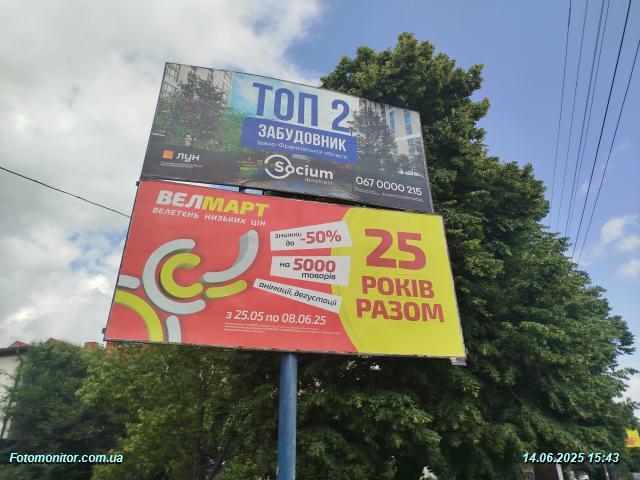 ТОП 2
ЗАБУДОВНИК
Івано-Франківської області
ЛУН
Socium
developer
067 0000 215
ВЕЛМАРТ
ВЕЛЕТЕНЬ НИЗЬКИХ ЦІН
знижки
до -50%
на 5000
товарів
анімації, дегустації
з 25.05 по 08.06.25
25
РОКІВ
РАЗОМ
Fotomonitor.com.ua
14.06.2025 15:43